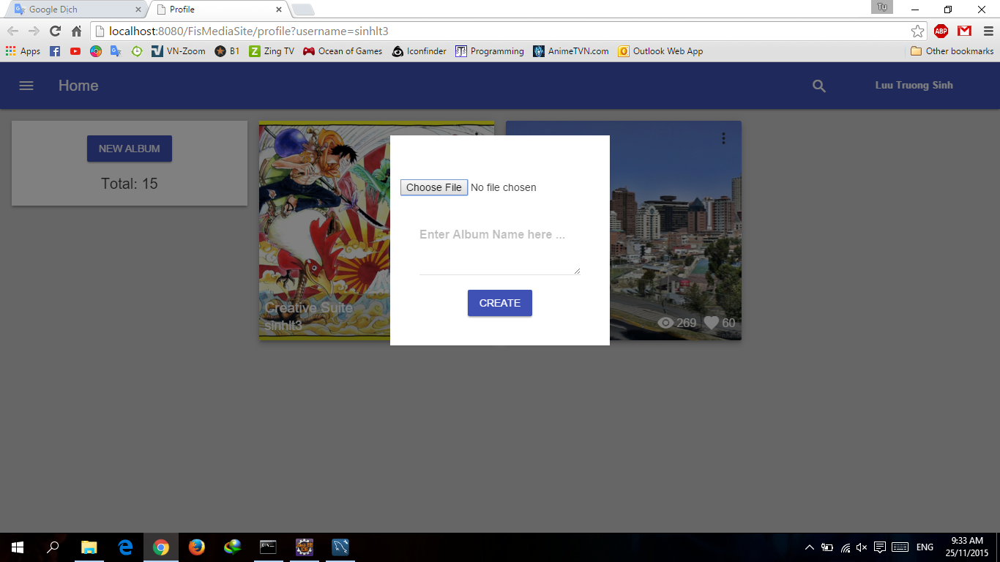 Google Dịch
Profile
Tụ
localhost:8080/FisMediaSite/profile?username=sinhlt3
ABP
Apps
VN-Zoom
B1
Zing TV
Ocean of Games
Iconfinder
Programming
AnimeTVN.com
Outlook Web App
Other bookmarks
Home
Luu Truong Sinh
NEW ALBUM
Total: 15
Choose File No file chosen
Enter Album Name here ...
CREATE
Creative Suite
sinhlt3
269 60
ENG
9:33 AM
25/11/2015